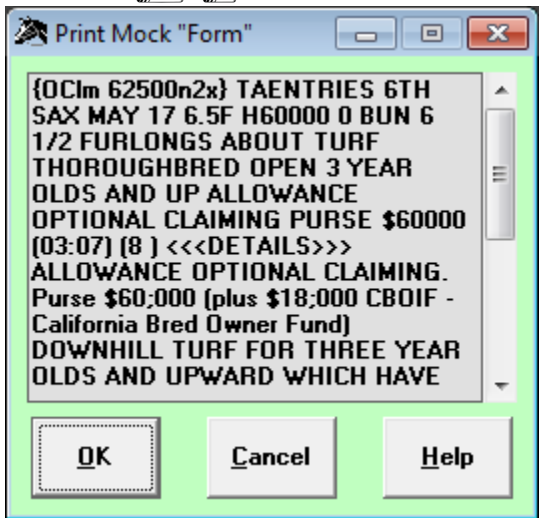 Print Mock "Form"
{OClm 62500n2x} TAENTRIES 6TH
SAX MAY 17 6.5F H60000 0 BUN 6
1/2 FURLONGS ABOUT TURF
THOROUGHBRED OPEN 3 YEAR
OLDS AND UP ALLOWANCE
OPTIONAL CLAIMING PURSE $60000
(03:07) (8 ) <<<DETAILS>>>
ALLOWANCE OPTIONAL CLAIMING.
Purse $60;000 (plus $18;000 CBOIF -
California Bred Owner Fund)
DOWNHILL TURF FOR THREE YEAR
OLDS AND UPWARD WHICH HAVE
OK
Cancel
Help